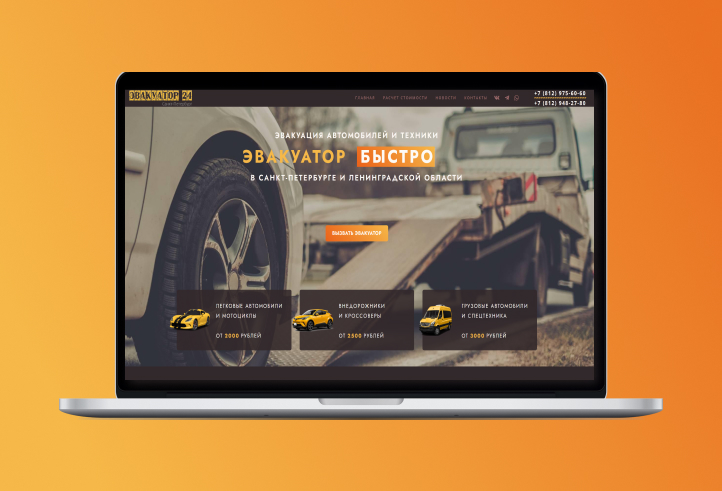 ЭВАКУАТОР 24
Санкт-Петербург
ГЛАВНАЯ РАСЧЕТ СТОИМОСТИ НОВОСТИ КОНТАКТЫ
+7 (812) 975-60-60
+7 (812) 948-27-80
ЭВАКУАЦИЯ АВТОМОБИЛЕЙ И ТЕХНИКИ
ЭВАКУАТОР БЫСТРО
В САНКТ-ПЕТЕРБУРГЕ И ЛЕНИНГРАДСКОЙ ОБЛАСТИ
ВЫЗВАТЬ ЭВАКУАТОР
ЛЕГКОВЫЕ АВТОМОБИЛИ
И МОТОЦИКЛЫ
ОТ 2000 РУБЛЕЙ
ВНЕДОРОЖНИКИ
И КРОССОВЕРЫ
ОТ 2500 РУБЛЕЙ
ГРУЗОВЫЕ АВТОМОБИЛИ
И СПЕЦТЕХНИКА
ОТ 3000 РУБЛЕЙ